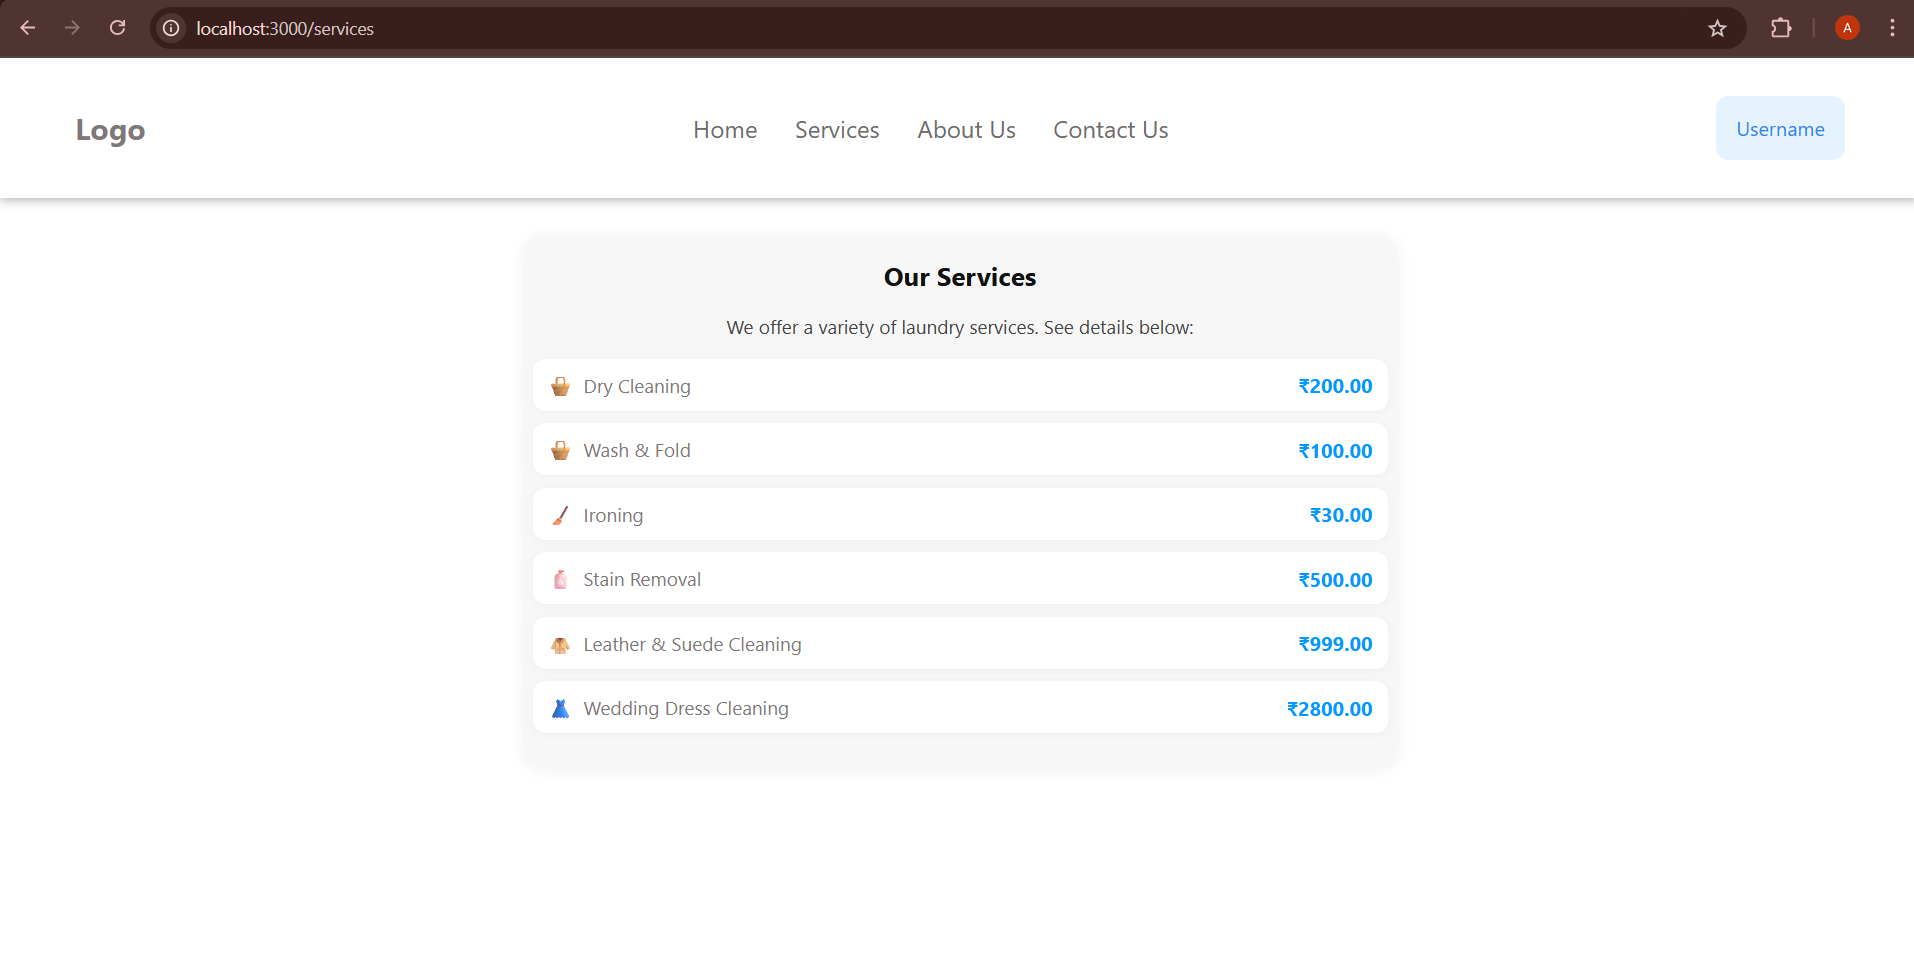 localhost:3000/services
A
Logo
Home Services About Us Contact Us
Username
Our Services
We offer a variety of laundry services. See details below:
Dry Cleaning ₹200.00
Wash & Fold ₹100.00
Ironing ₹30.00
Stain Removal ₹500.00
Leather & Suede Cleaning ₹999.00
Wedding Dress Cleaning ₹2800.00